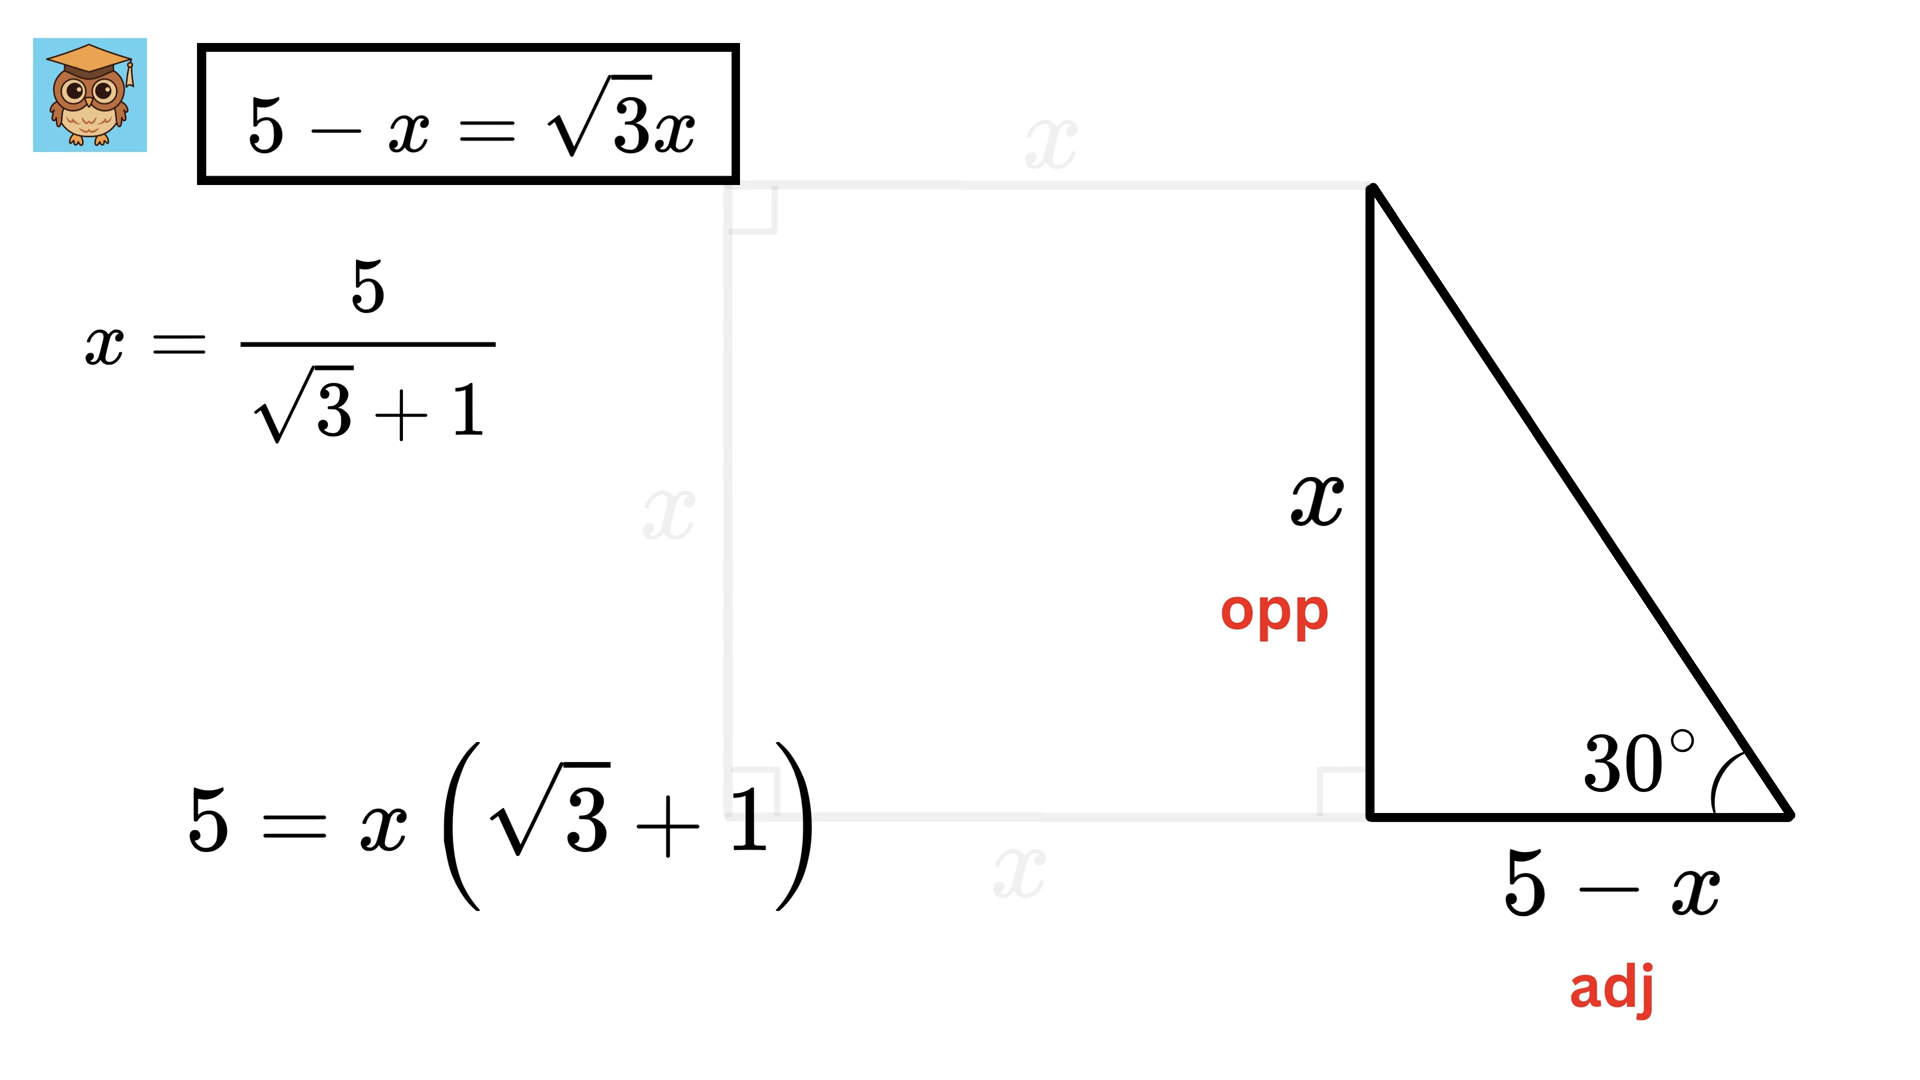 5 − x = √3x
x = 5 / (√3 + 1)
5 = x (√3 + 1)
x
x
x
opp
x
30°
5 − x
adj